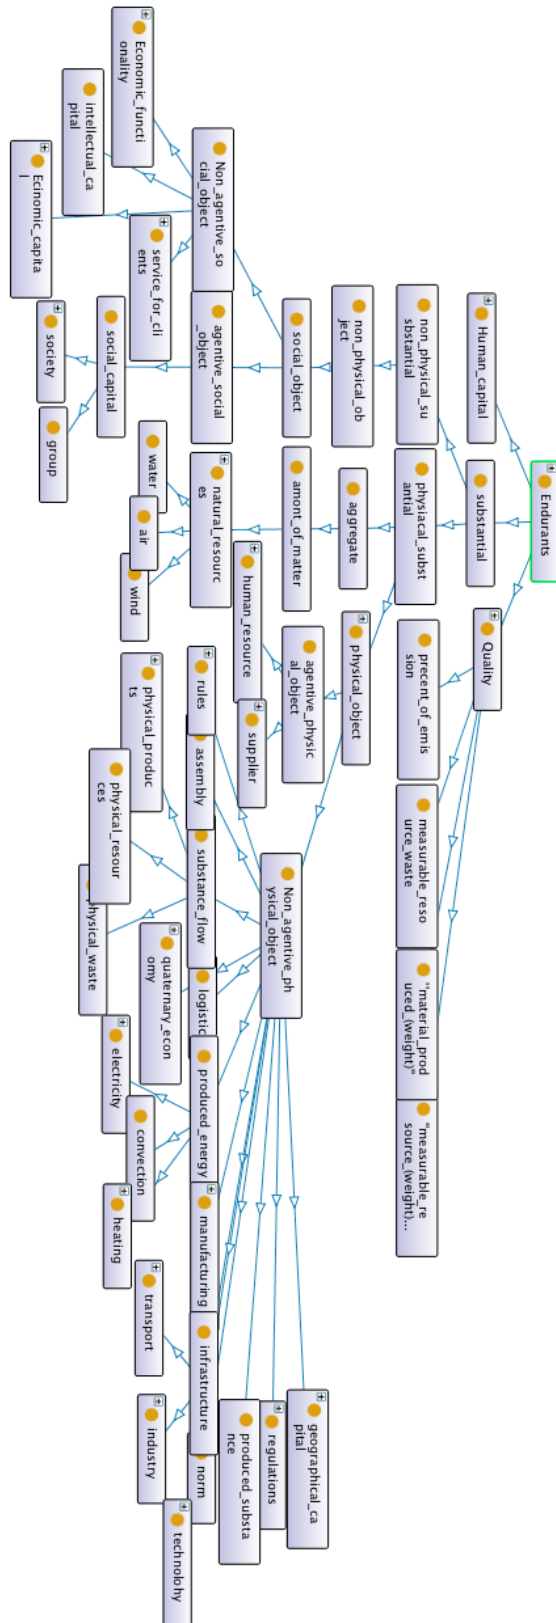 Endurants
Human_capital
substantial
Quality
non_physical_su
bstantial
physiacal_subst
antial
precent_of_emis
sion
measurable_reso
urce_waste
"material_prod
uced_(weight)"
"measurable_re
source_(weight)...
non_physical_ob
ject
aggregate
physical_object
social_object
amont_of_matter
agentive_physic
al_object
Non_agentive_ph
ysical_object
geographical_ca
pital
human_resource
supplier
regulations
Non_agentive_so
cial_object
agentive_social
_object
natural_resourc
es
rules
assembly
substance_flow
logistic
produced_energy
manufacturing
infrastructure
norm
produced_substa
nce
Economic_functi
onality
intellectual_ca
pital
Ecinomic_capita
l
service_for_cli
ents
social_capital
society
group
water
air
wind
physical_produc
ts
physical_resour
ces
physical_waste
quaternary_econ
omy
electricity
convection
heating
transport
industry
technolohy